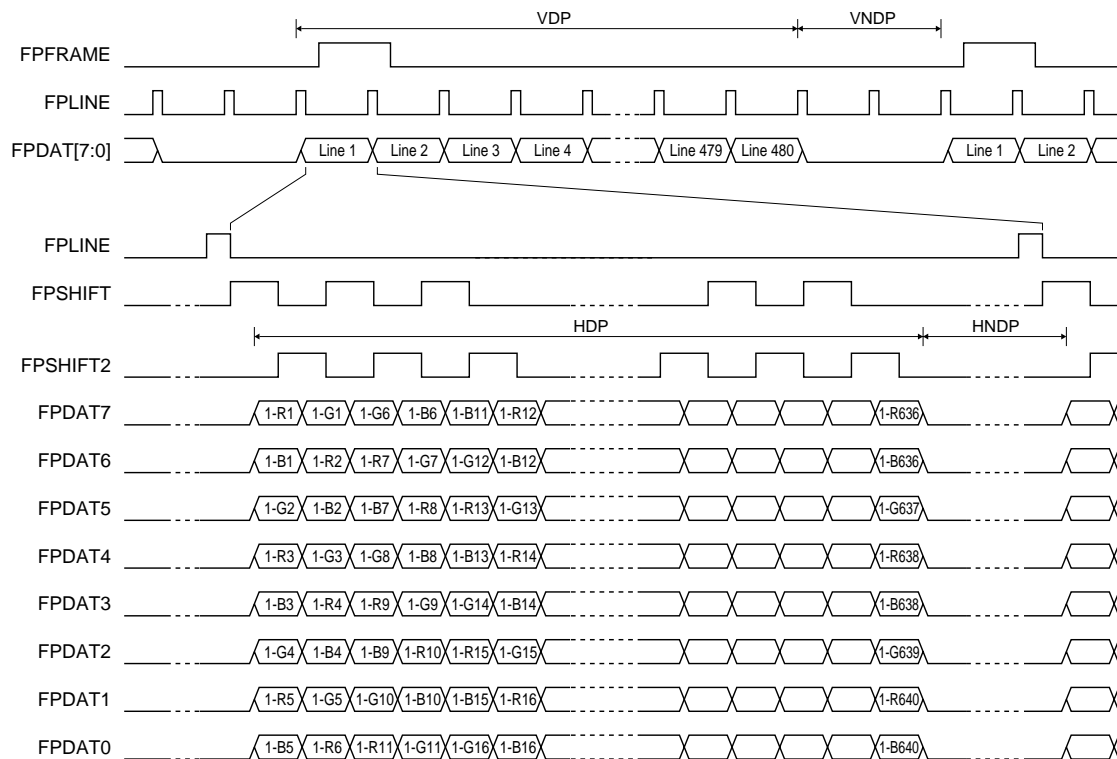 VDP VNDP
FPFRAME
FPLINE
FPDAT[7:0] Line 1 Line 2 Line 3 Line 4 Line 479 Line 480 Line 1 Line 2
FPLINE
FPSHIFT
HDP HNDP
FPSHIFT2
FPDAT7 1-R1 1-G1 1-G6 1-B6 1-B11 1-R12 1-R636
FPDAT6 1-B1 1-R2 1-R7 1-G7 1-G12 1-B12 1-B636
FPDAT5 1-G2 1-B2 1-B7 1-R8 1-R13 1-G13 1-G637
FPDAT4 1-R3 1-G3 1-G8 1-B8 1-B13 1-R14 1-R638
FPDAT3 1-B3 1-R4 1-R9 1-G9 1-G14 1-B14 1-B638
FPDAT2 1-G4 1-B4 1-B9 1-R10 1-R15 1-G15 1-G639
FPDAT1 1-R5 1-G5 1-G10 1-B10 1-B15 1-R16 1-R640
FPDAT0 1-B5 1-R6 1-R11 1-G11 1-G16 1-B16 1-B640